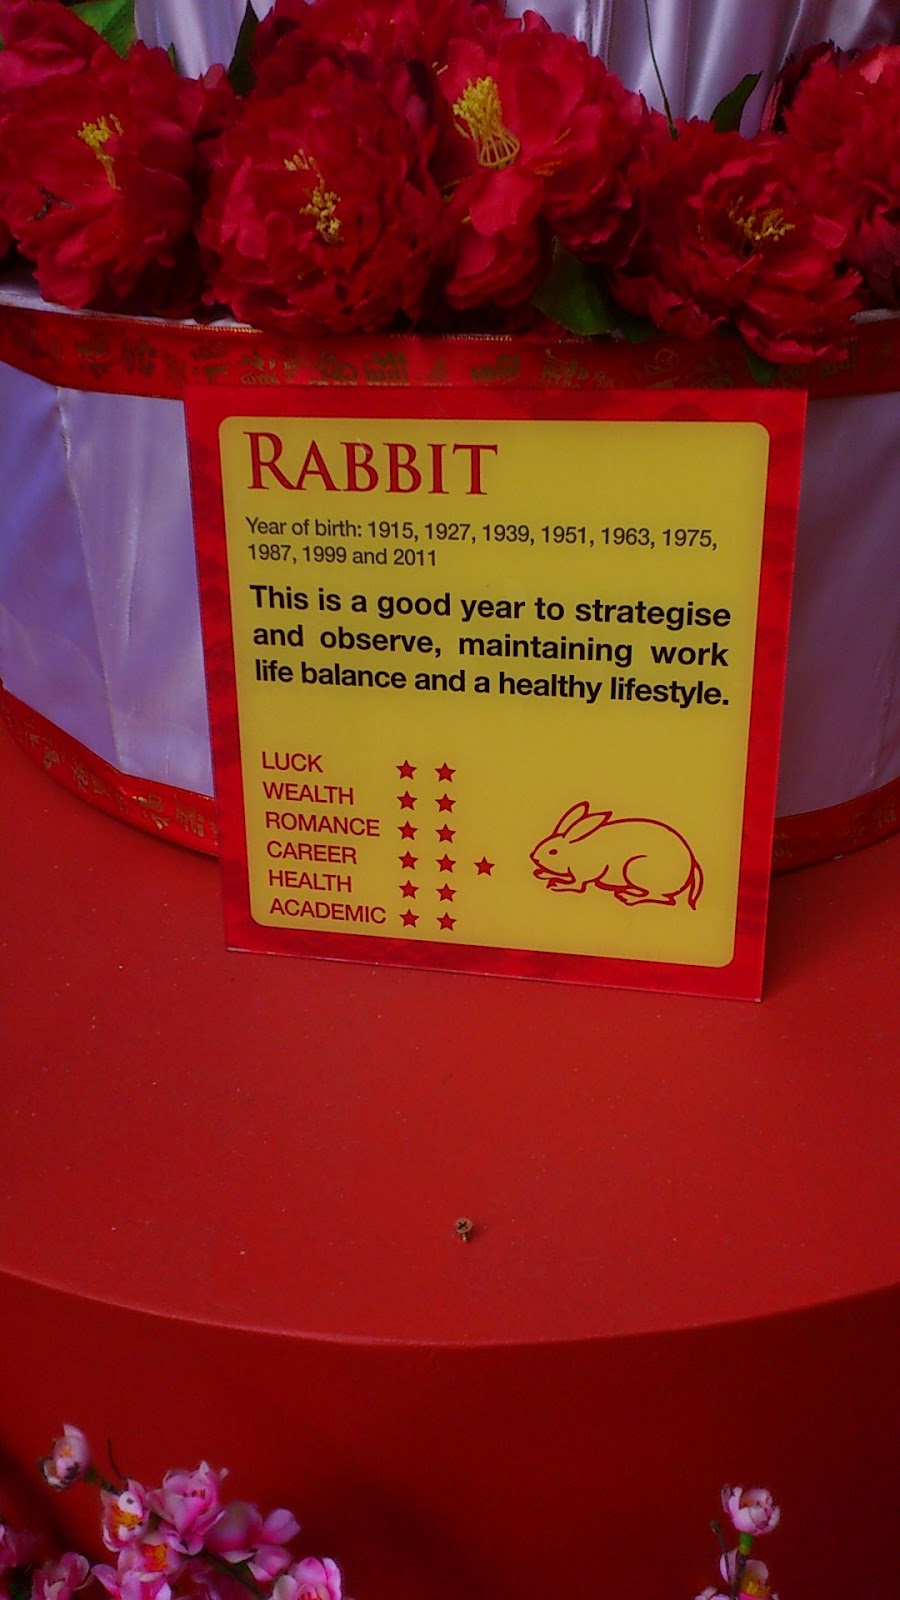 RABBIT
Year of birth: 1915, 1927, 1939, 1951, 1963, 1975,
1987, 1999 and 2011
This is a good year to strategise
and observe, maintaining work
life balance and a healthy lifestyle.
LUCK ★ ★
WEALTH ★ ★
ROMANCE ★ ★
CAREER ★ ★ ★
HEALTH ★ ★
ACADEMIC ★ ★